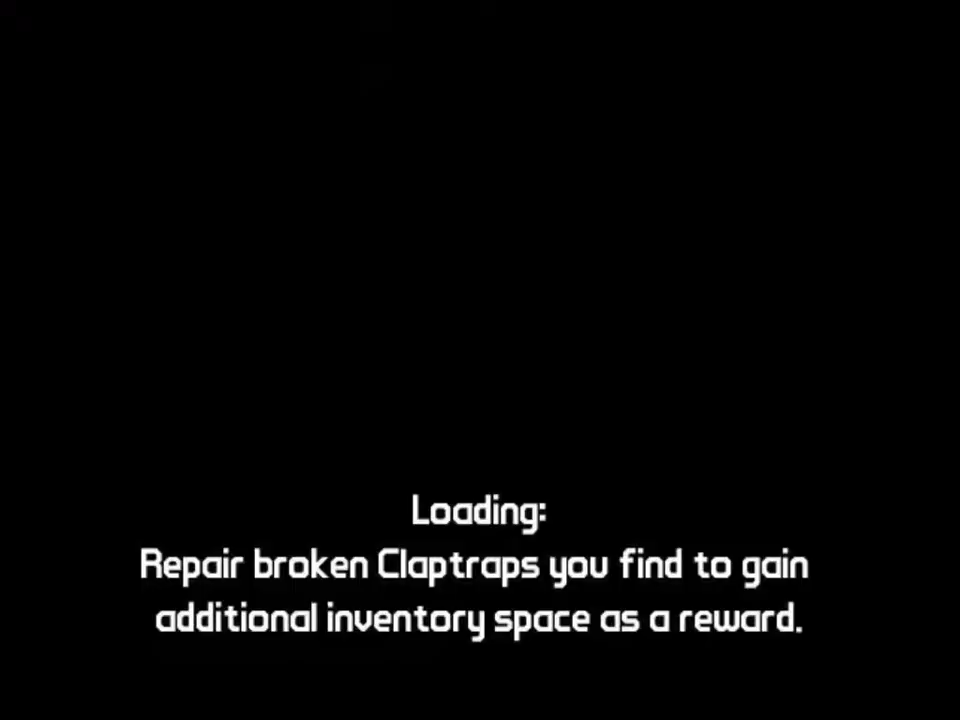 Loading:
Repair broken Claptraps you find to gain
additional inventory space as a reward.